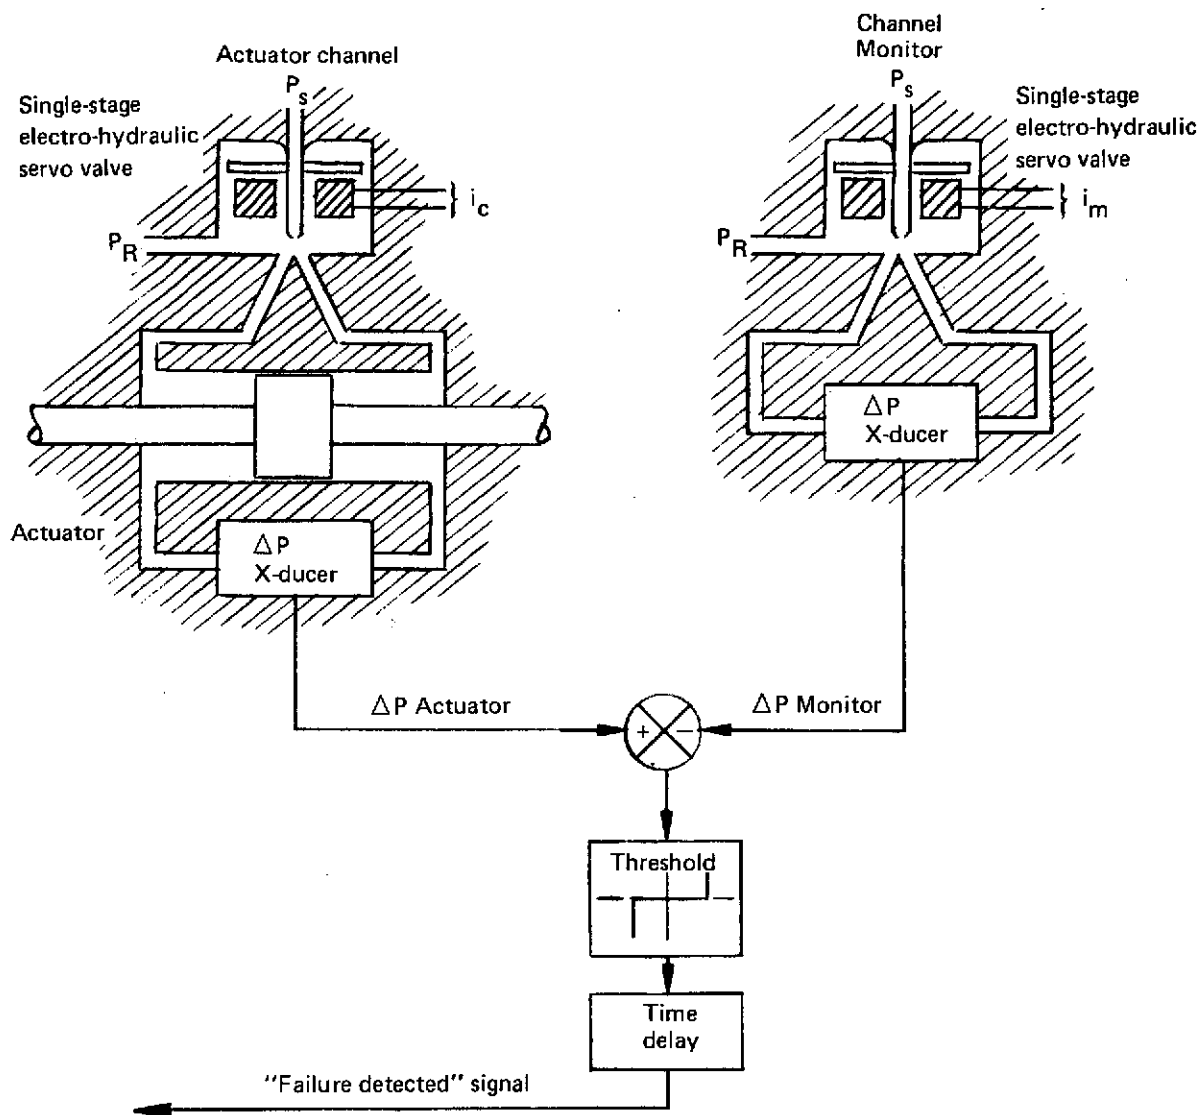 Actuator channel
P_s
Single-stage
electro-hydraulic
servo valve
i_c
P_R
Actuator
ΔP
X-ducer
Channel
Monitor
P_s
Single-stage
electro-hydraulic
servo valve
i_m
P_R
ΔP
X-ducer
ΔP Actuator
+
−
ΔP Monitor
Threshold
Time
delay
"Failure detected" signal